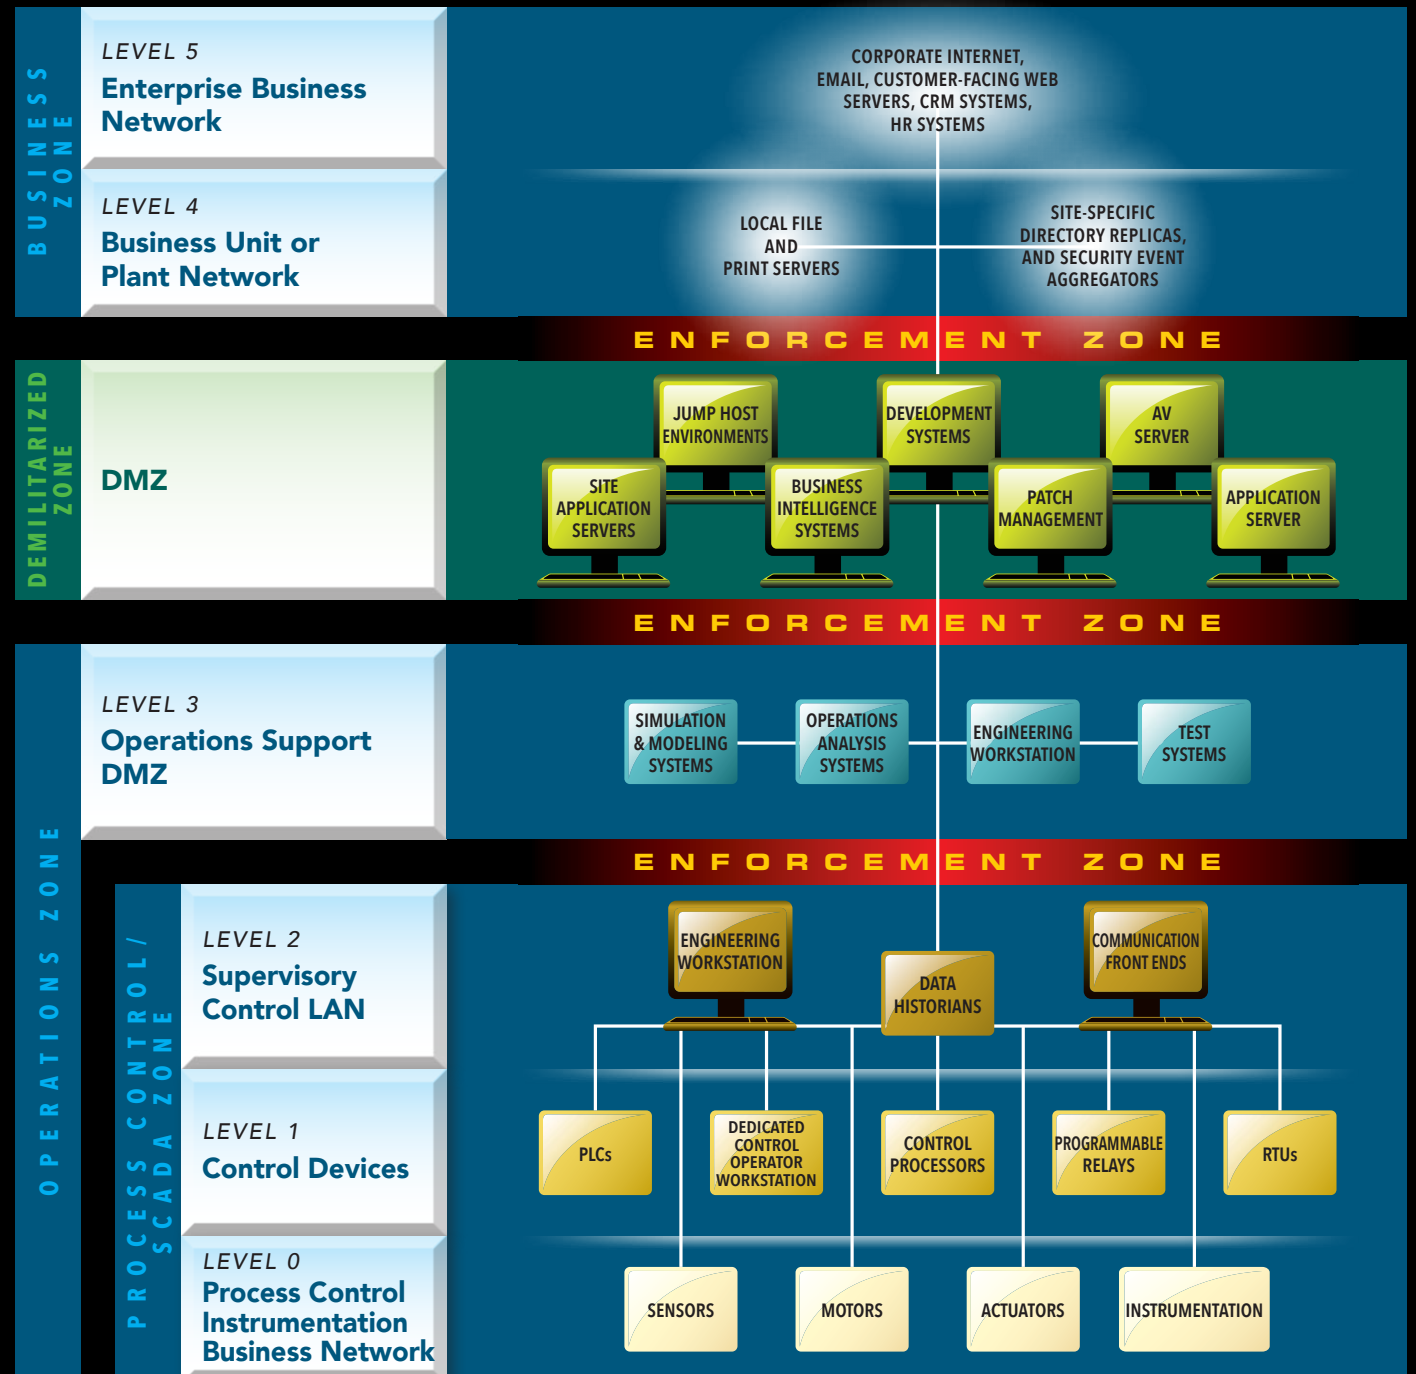 BUSINESS
ZONE
LEVEL 5
Enterprise Business
Network
CORPORATE INTERNET,
EMAIL, CUSTOMER-FACING WEB
SERVERS, CRM SYSTEMS,
HR SYSTEMS
LEVEL 4
Business Unit or
Plant Network
LOCAL FILE
AND
PRINT SERVERS
SITE-SPECIFIC
DIRECTORY REPLICAS,
AND SECURITY EVENT
AGGREGATORS
ENFORCEMENT ZONE
DEMILITARIZED
ZONE
DMZ
JUMP HOST
ENVIRONMENTS
DEVELOPMENT
SYSTEMS
AV
SERVER
SITE
APPLICATION
SERVERS
BUSINESS
INTELLIGENCE
SYSTEMS
PATCH
MANAGEMENT
APPLICATION
SERVER
ENFORCEMENT ZONE
OPERATIONS ZONE
LEVEL 3
Operations Support
DMZ
SIMULATION
& MODELING
SYSTEMS
OPERATIONS
ANALYSIS
SYSTEMS
ENGINEERING
WORKSTATION
TEST
SYSTEMS
ENFORCEMENT ZONE
PROCESS CONTROL/
SCADA ZONE
LEVEL 2
Supervisory
Control LAN
ENGINEERING
WORKSTATION
DATA
HISTORIANS
COMMUNICATION
FRONT ENDS
LEVEL 1
Control Devices
PLCs
DEDICATED
CONTROL
OPERATOR
WORKSTATION
CONTROL
PROCESSORS
PROGRAMMABLE
RELAYS
RTUs
LEVEL 0
Process Control
Instrumentation
Business Network
SENSORS
MOTORS
ACTUATORS
INSTRUMENTATION